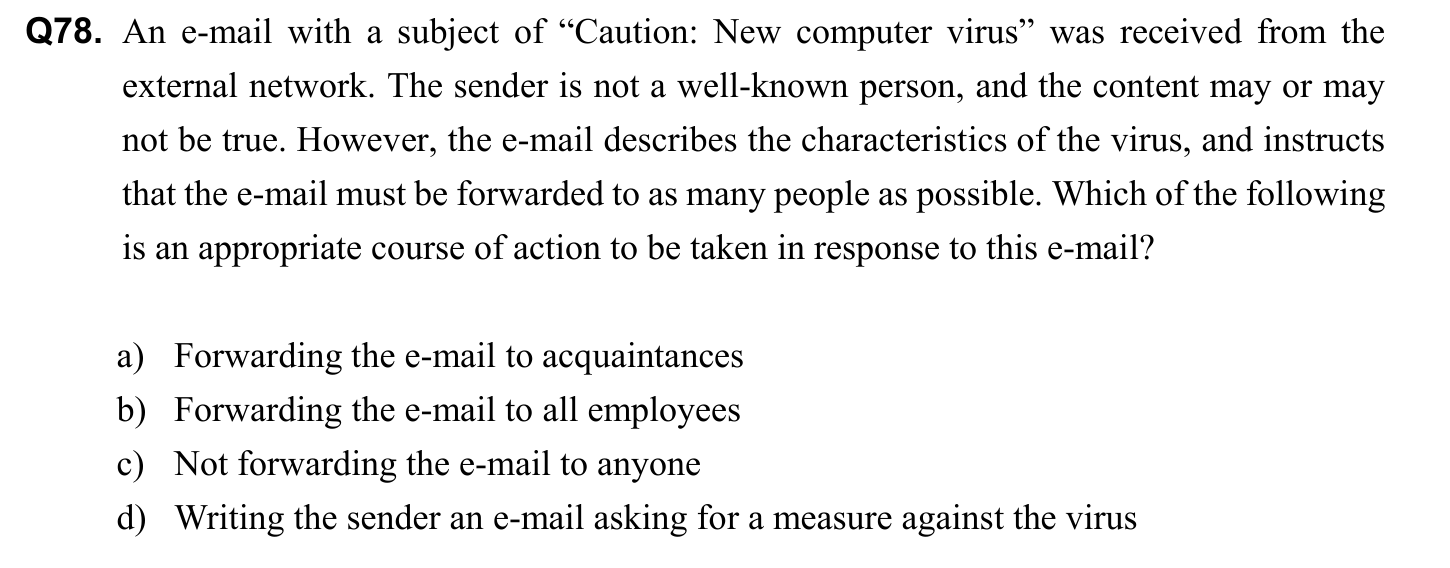 Q78. An e-mail with a subject of “Caution: New computer virus” was received from the
external network. The sender is not a well-known person, and the content may or may
not be true. However, the e-mail describes the characteristics of the virus, and instructs
that the e-mail must be forwarded to as many people as possible. Which of the following
is an appropriate course of action to be taken in response to this e-mail?
a) Forwarding the e-mail to acquaintances
b) Forwarding the e-mail to all employees
c) Not forwarding the e-mail to anyone
d) Writing the sender an e-mail asking for a measure against the virus